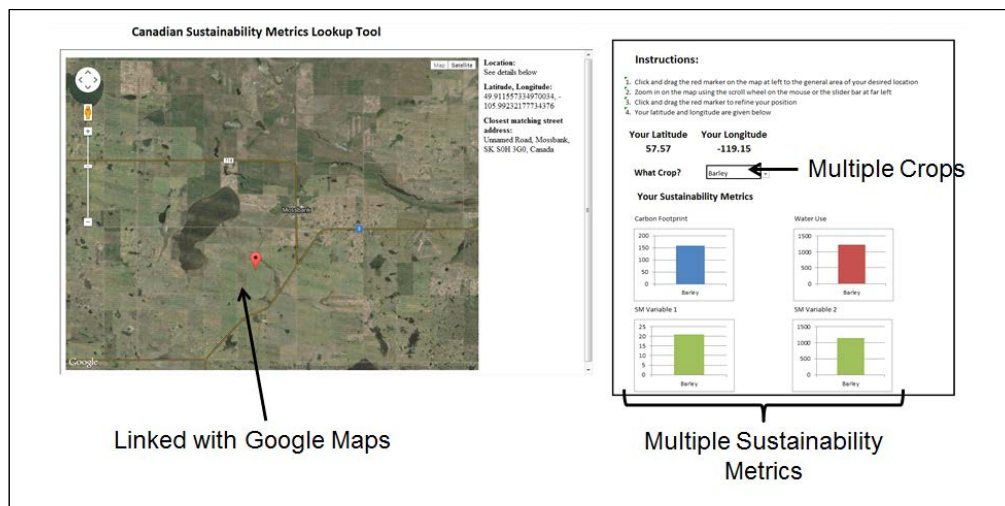 Canadian Sustainability Metrics Lookup Tool
Map
Satellite
718
Mossbank
2
Google
Location:
See details below
Latitude, Longitude:
49.911557334970034, -
105.99232177734376
Closest matching street
address:
Unnamed Road, Mossbank,
SK S0H 3G0, Canada
Linked with Google Maps
Instructions:
1. Click and drag the red marker on the map at left to the general area of your desired location
2. Zoom in on the map using the scroll wheel on the mouse or the slider bar at far left
3. Click and drag the red marker to refine your position
4. Your latitude and longitude are given below
Your Latitude Your Longitude
57.57 -119.15
What Crop? Barley
Multiple Crops
Your Sustainability Metrics
Carbon Footprint
200
150
100
50
0
Barley
Water Use
1500
1000
500
0
Barley
SM Variable 1
25
20
15
10
5
0
Barley
SM Variable 2
1500
1000
500
0
Barley
Multiple Sustainability
Metrics